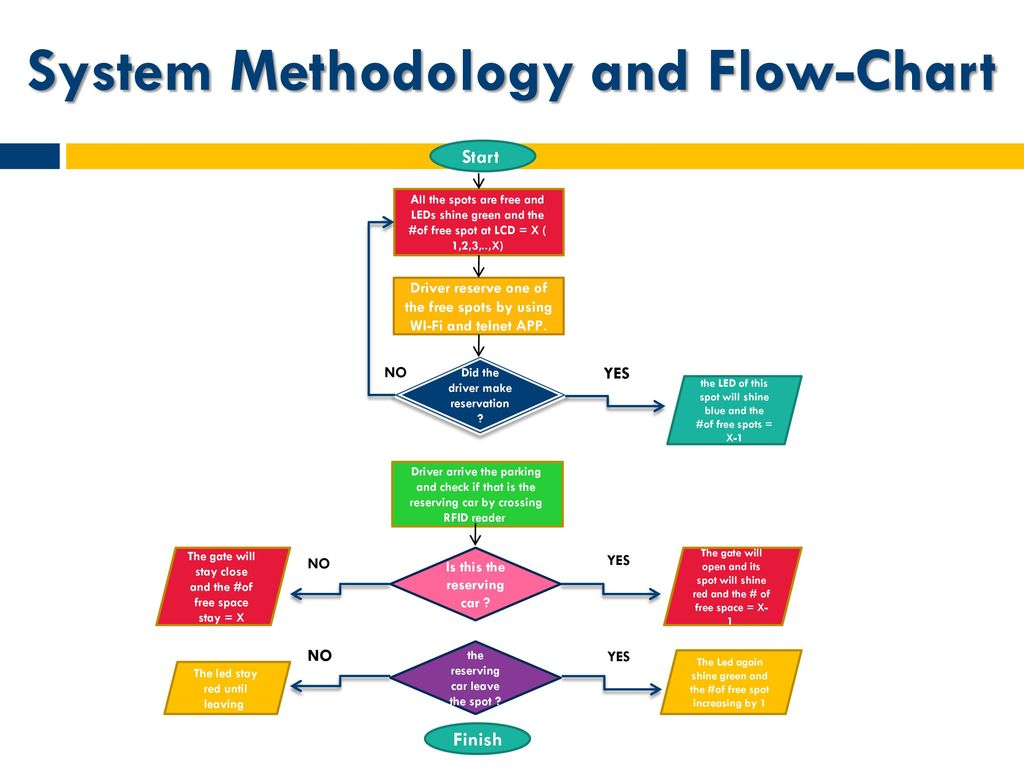 System Methodology and Flow-Chart
Start
All the spots are free and
LEDs shine green and the
#of free spot at LCD = X (
1,2,3,..,X)
Driver reserve one of
the free spots by using
WI-Fi and telnet APP.
NO
Did the
driver make
reservation
?
YES
the LED of this
spot will shine
blue and the
#of free spots =
X-1
Driver arrive the parking
and check if that is the
reserving car by crossing
RFID reader
The gate will
stay close
and the #of
free space
stay = X
NO
Is this the
reserving
car ?
YES
The gate will
open and its
spot will shine
red and the # of
free space = X-
1
The led stay
red until
leaving
NO
the
reserving
car leave
the spot ?
YES
The Led again
shine green and
the #of free spot
increasing by 1
Finish